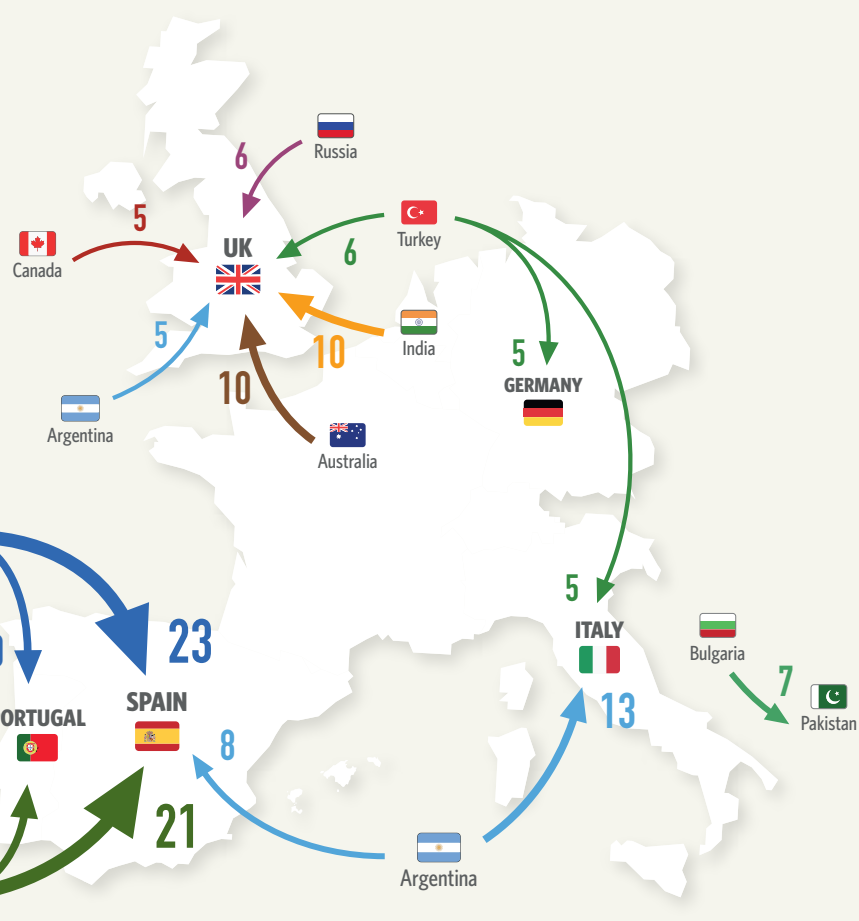 6
Russia
5
Turkey
Canada
UK
6
5
India
10
5
10
GERMANY
Argentina
Australia
5
23
ITALY
Bulgaria
7
SPAIN
ORTUGAL
13
Pakistan
8
21
Argentina